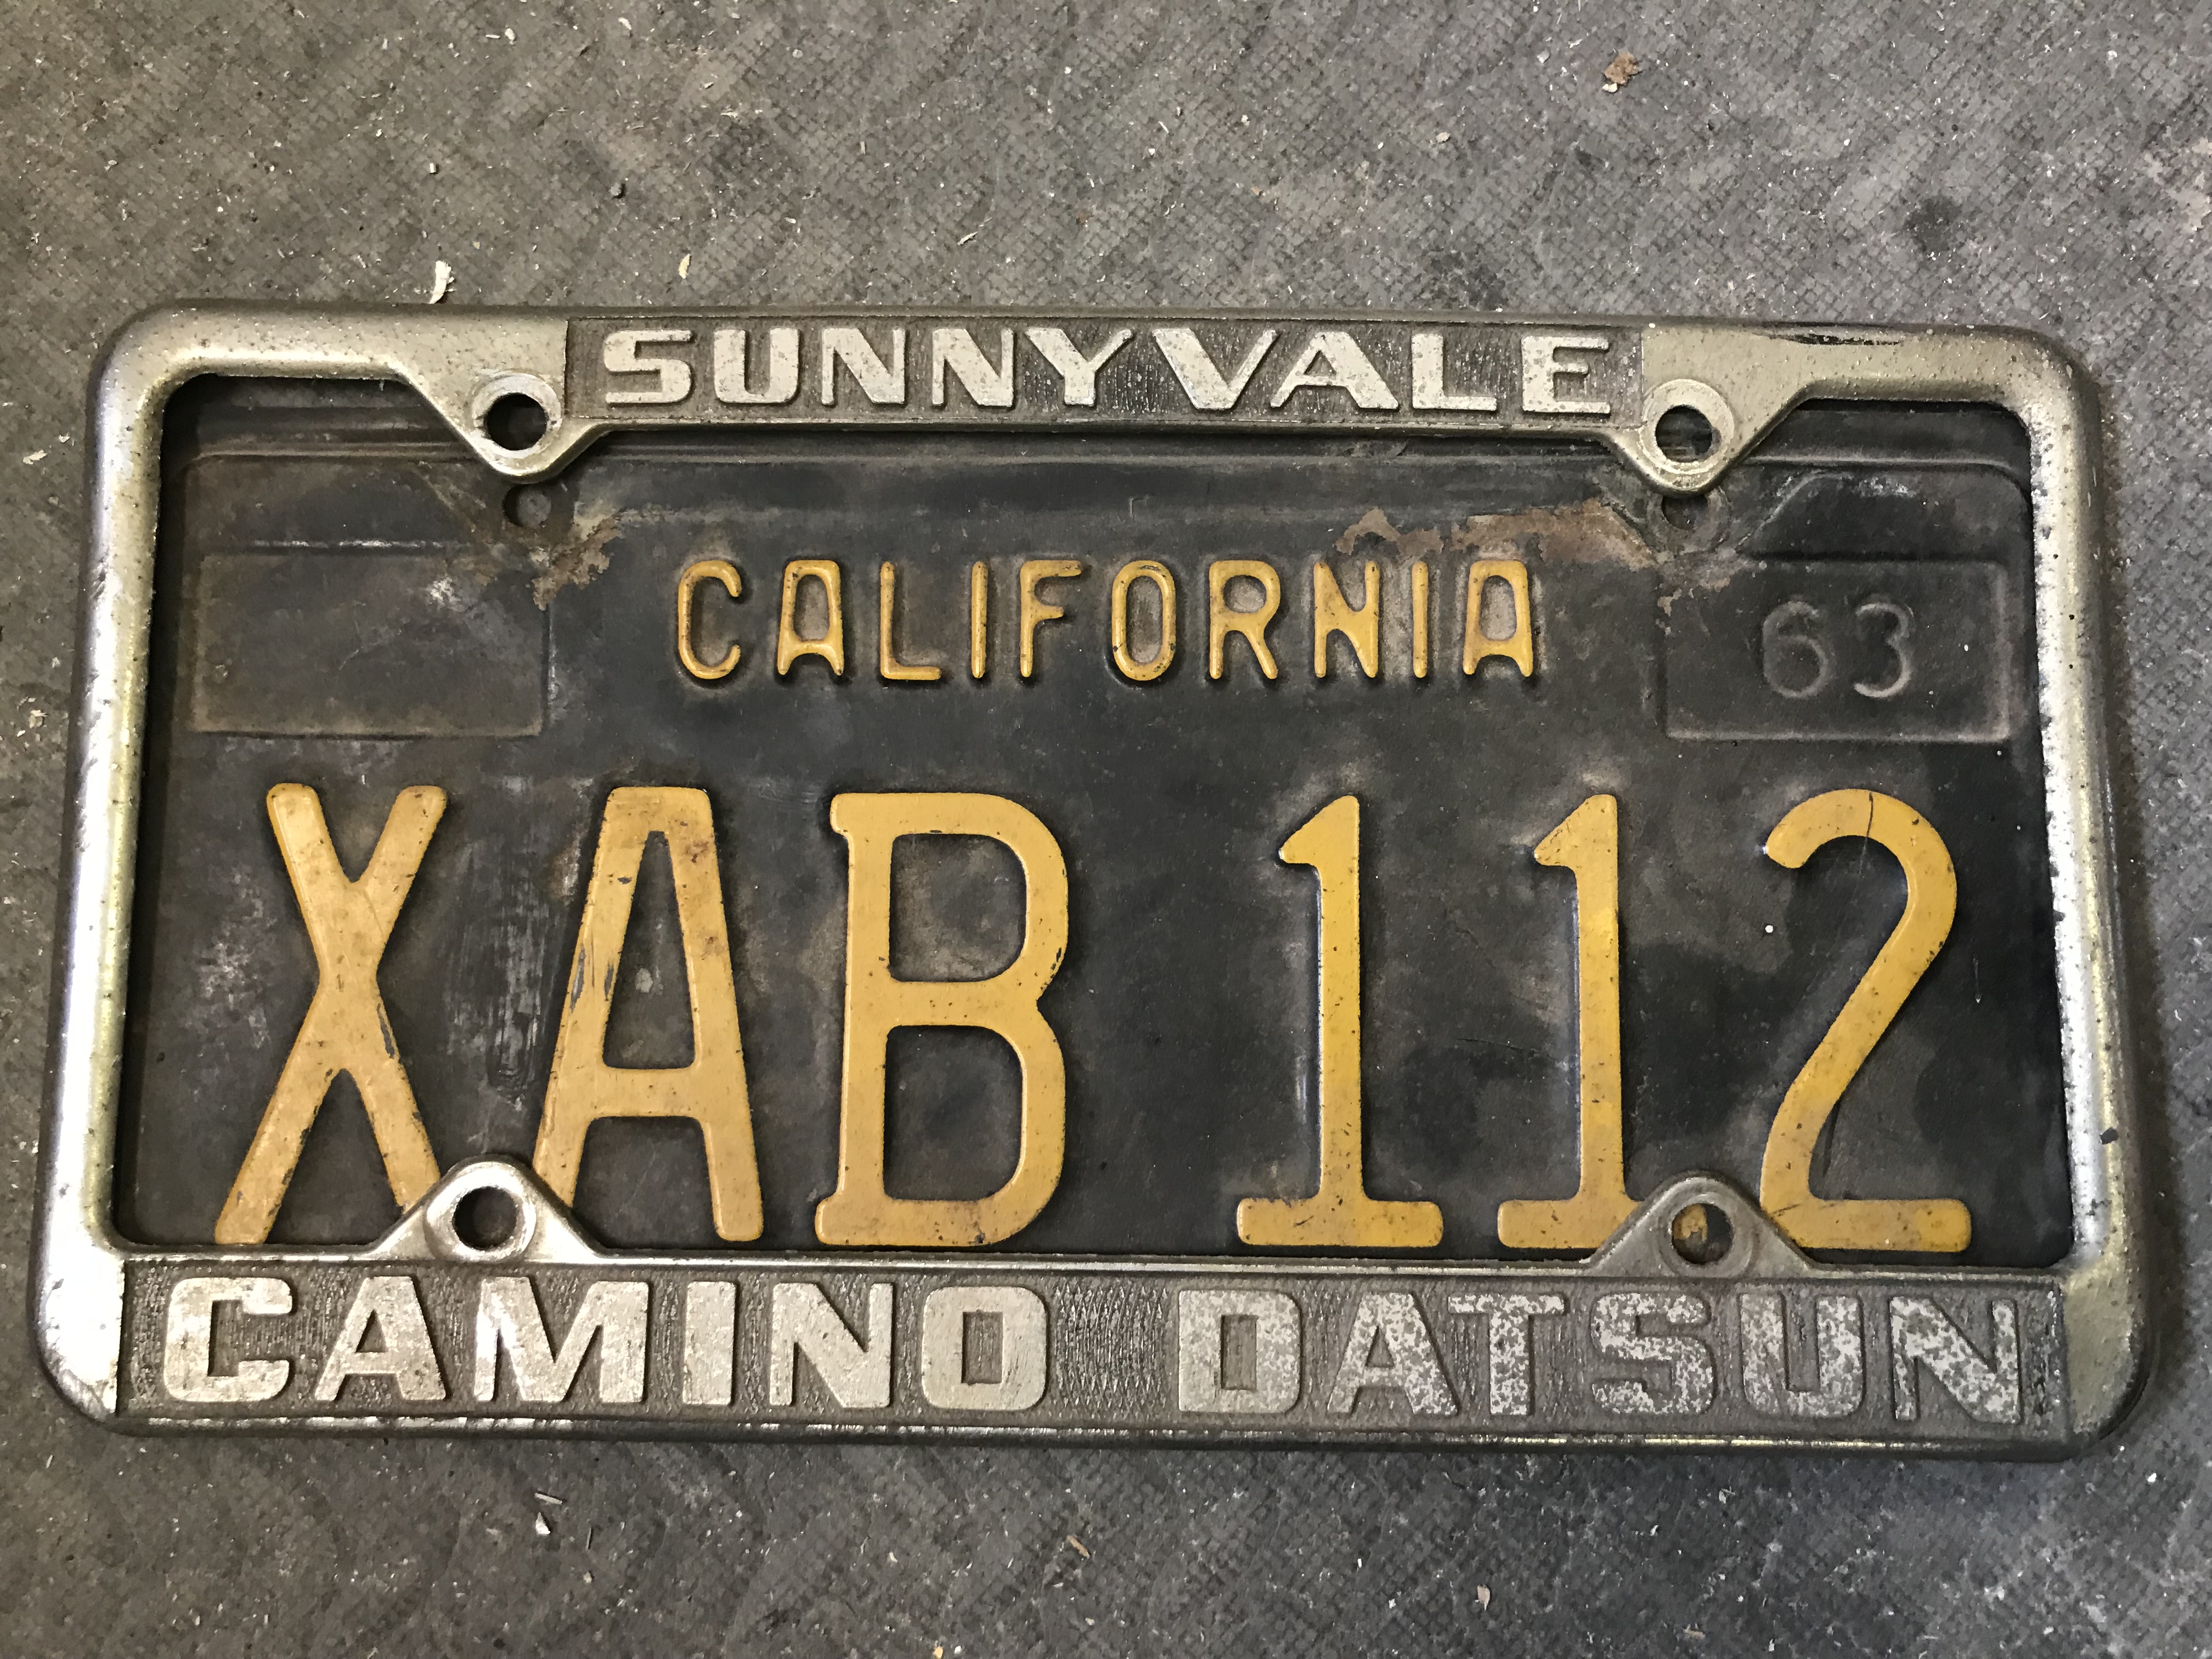 SUNNYVALE
CALIFORNIA
63
XAB 112
CAMINO DATSUN